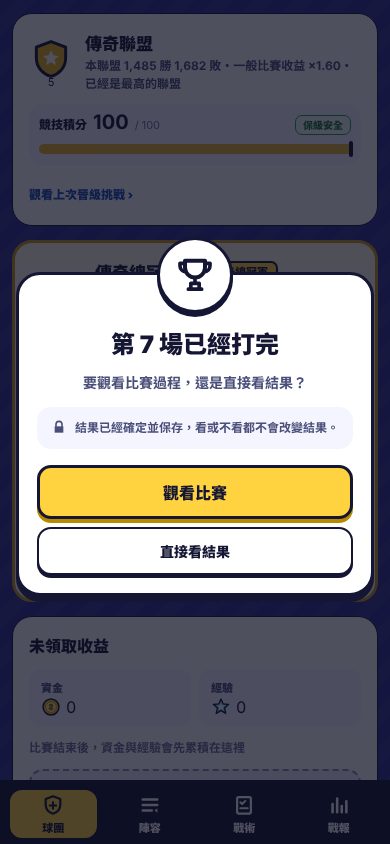 傳奇聯盟
本聯盟 1,485 勝 1,682 敗・一般比賽收益 ×1.60・
已經是最高的聯盟
5
競技積分 100 / 100
保級安全
觀看上次晉級挑戰 ›
第 7 場已經打完
要觀看比賽過程，還是直接看結果？
結果已經確定並保存，看或不看都不會改變結果。
觀看比賽
直接看結果
未領取收益
資金
0
經驗
0
比賽結束後，資金與經驗會先累積在這裡
球團
陣容
戰術
戰報